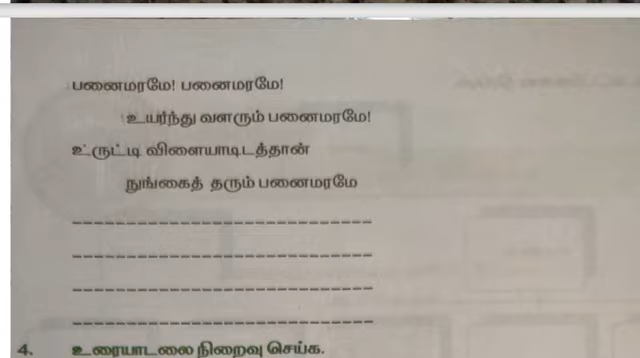 பனைமரமே! பனைமரமே!
உயர்ந்து வளரும் பனைமரமே!
உருட்டி விளையாடிடத்தான்
நுங்கைத் தரும் பனைமரமே
4. உரையாடலை நிறைவு செய்க.